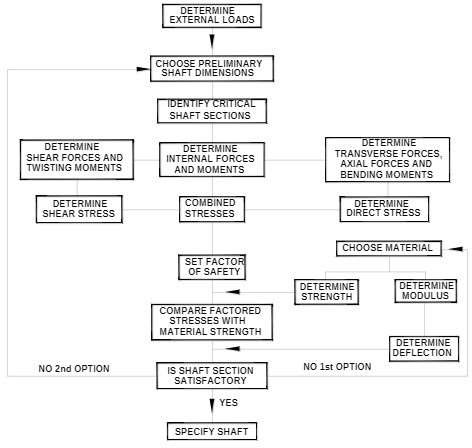 DETERMINE
EXTERNAL LOADS
CHOOSE PRELIMINARY
SHAFT DIMENSIONS
IDENTIFY CRITICAL
SHAFT SECTIONS
DETERMINE
SHEAR FORCES AND
TWISTING MOMENTS
DETERMINE
INTERNAL FORCES
AND MOMENTS
DETERMINE
TRANSVERSE FORCES,
AXIAL FORCES AND
BENDING MOMENTS
DETERMINE
SHEAR STRESS
COMBINED
STRESSES
DETERMINE
DIRECT STRESS
CHOOSE MATERIAL
SET FACTOR
OF SAFETY
DETERMINE
STRENGTH
DETERMINE
MODULUS
COMPARE FACTORED
STRESSES WITH
MATERIAL STRENGTH
DETERMINE
DEFLECTION
NO 2nd OPTION
IS SHAFT SECTION
SATISFACTORY
NO 1st OPTION
YES
SPECIFY SHAFT